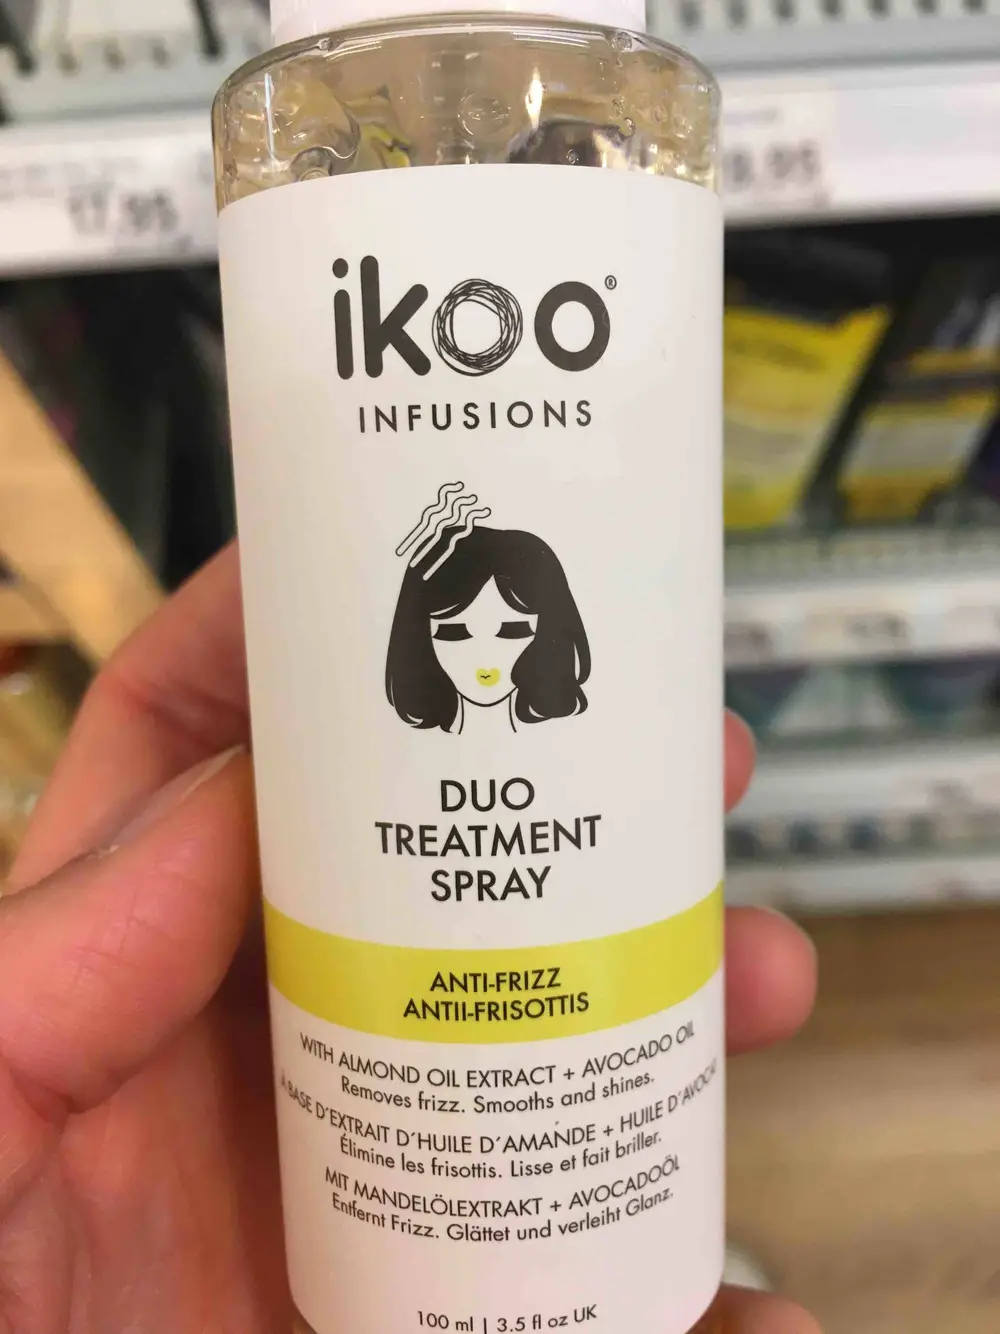 17.95
ikoo®
INFUSIONS
DUO
TREATMENT
SPRAY
ANTI-FRIZZ
ANTII-FRISOTTIS
WITH ALMOND OIL EXTRACT + AVOCADO OIL
Removes frizz. Smooths and shines.
À BASE D´EXTRAIT D´HUILE D´AMANDE + HUILE D´AVOCAT
Élimine les frisottis. Lisse et fait briller.
MIT MANDELÖLEXTRAKT + AVOCADOÖL
Entfernt Frizz. Glättet und verleiht Glanz.
100 ml | 3.5 fl oz UK